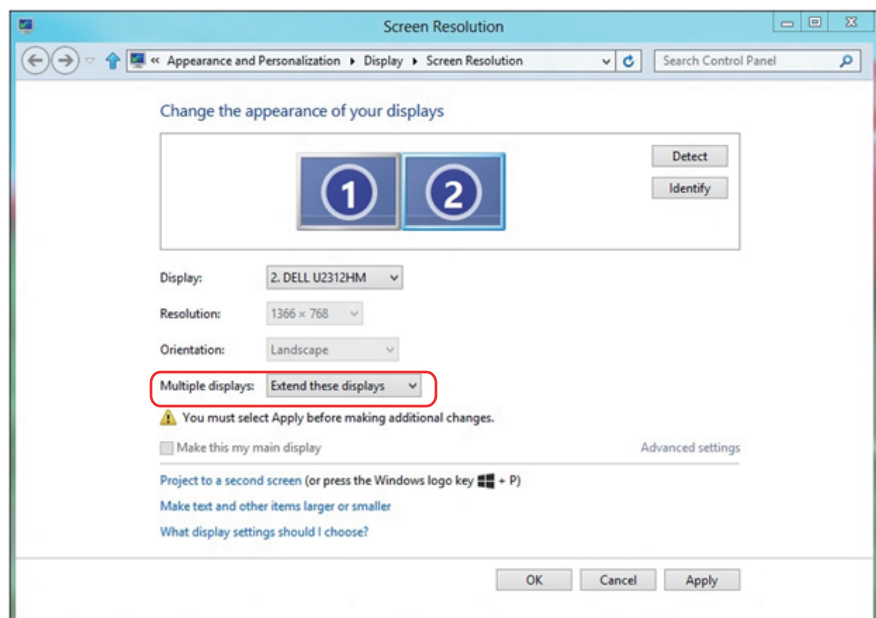 Screen Resolution
« Appearance and Personalization ▸ Display ▸ Screen Resolution
Search Control Panel
Change the appearance of your displays
1 2
Detect
Identify
Display: 2. DELL U2312HM
Resolution: 1366 × 768
Orientation: Landscape
Multiple displays: Extend these displays
You must select Apply before making additional changes.
Make this my main display
Advanced settings
Project to a second screen (or press the Windows logo key + P)
Make text and other items larger or smaller
What display settings should I choose?
OK Cancel Apply